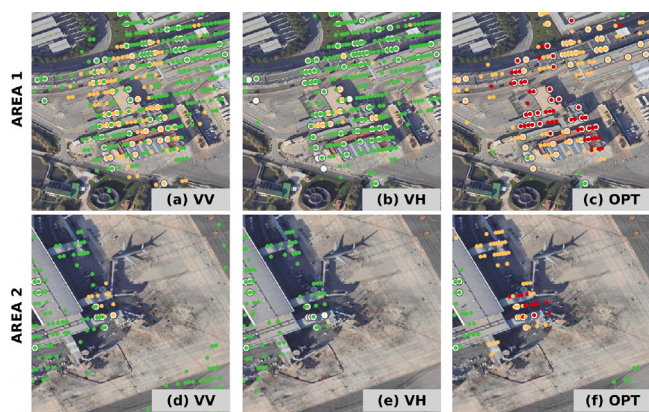 AREA 1
(a) VV
(b) VH
(c) OPT
AREA 2
(d) VV
(e) VH
(f) OPT